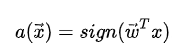 a(x⃗) = sign(w⃗ᵀx)